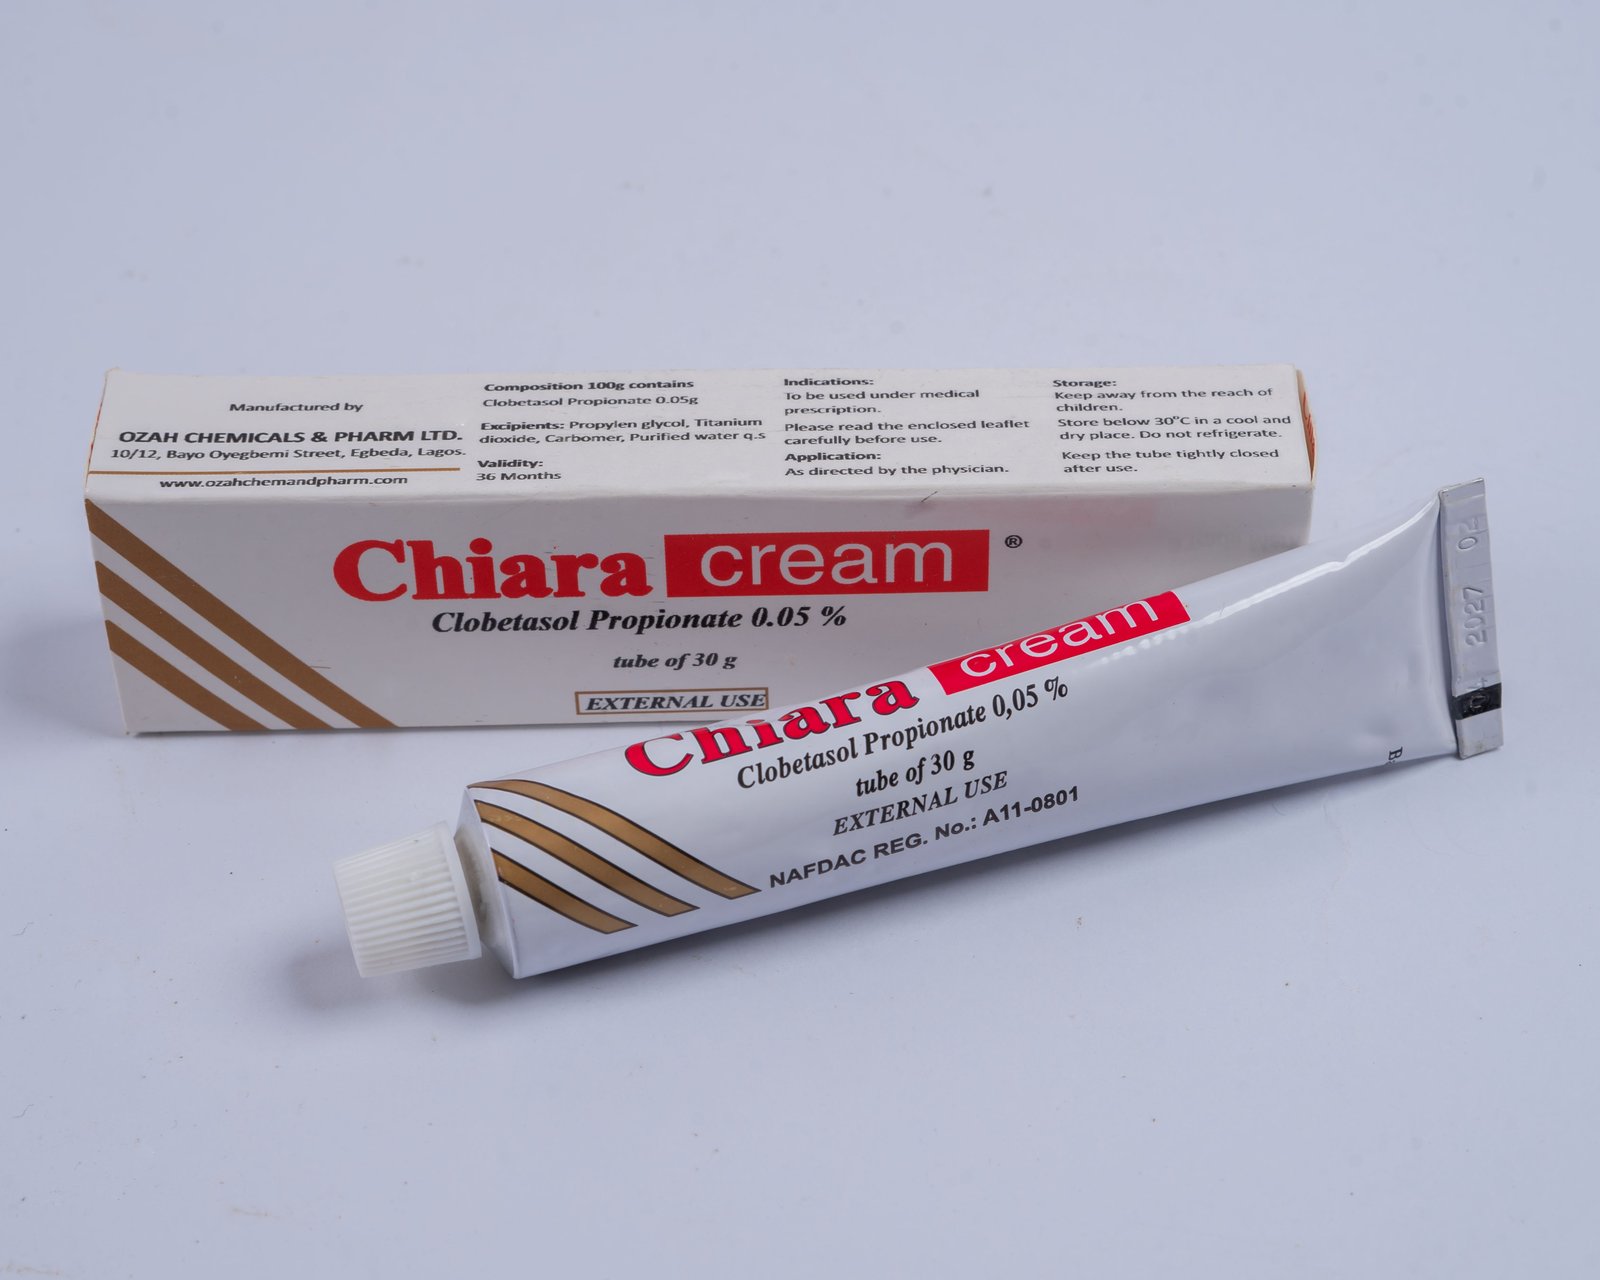 Manufactured by
OZAH CHEMICALS & PHARM LTD.
10/12, Bayo Oyegbemi Street, Egbeda, Lagos.
www.ozahchemandpharm.com
Composition 100g contains
Clobetasol Propionate 0.05g
Excipients: Propylen glycol, Titanium
dioxide, Carbomer, Purified water q.s
Validity:
36 Months
Indications:
To be used under medical
prescription.
Please read the enclosed leaflet
carefully before use.
Application:
As directed by the physician.
Storage:
Keep away from the reach of
children.
Store below 30°C in a cool and
dry place. Do not refrigerate.
Keep the tube tightly closed
after use.
Chiara cream ®
Clobetasol Propionate 0.05 %
tube of 30 g
EXTERNAL USE
Chiara cream
Clobetasol Propionate 0,05 %
tube of 30 g
EXTERNAL USE
NAFDAC REG. No.: A11-0801
2027 02